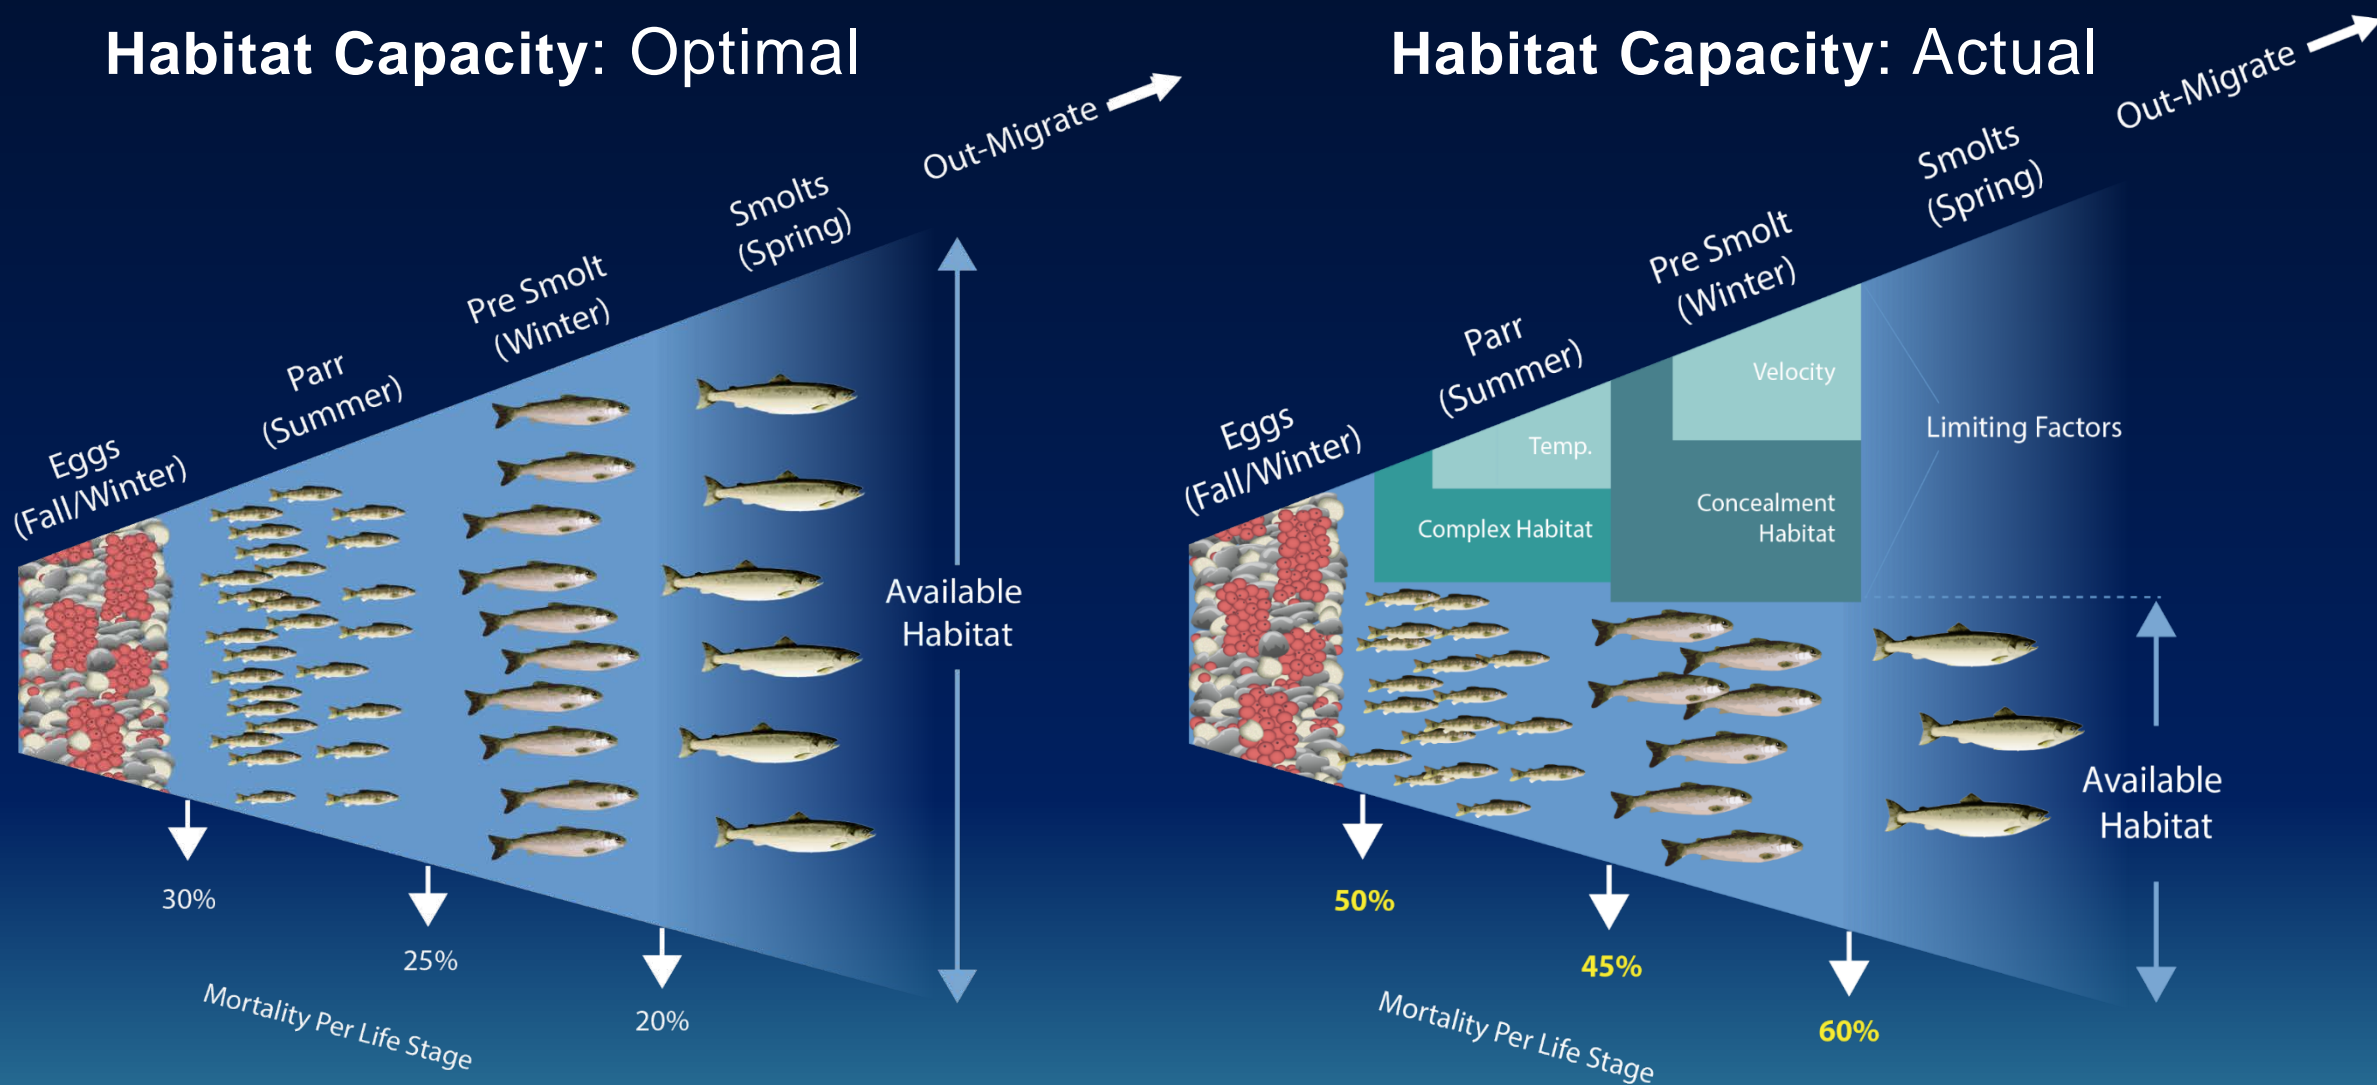 Habitat Capacity: Optimal
Out-Migrate
Smolts
(Spring)
Pre Smolt
(Winter)
Parr
(Summer)
Eggs
(Fall/Winter)
Available
Habitat
30%
25%
20%
Mortality Per Life Stage
Habitat Capacity: Actual
Out-Migrate
Smolts
(Spring)
Pre Smolt
(Winter)
Parr
(Summer)
Eggs
(Fall/Winter)
Velocity
Temp.
Limiting Factors
Concealment
Habitat
Complex Habitat
Available
Habitat
50%
45%
60%
Mortality Per Life Stage